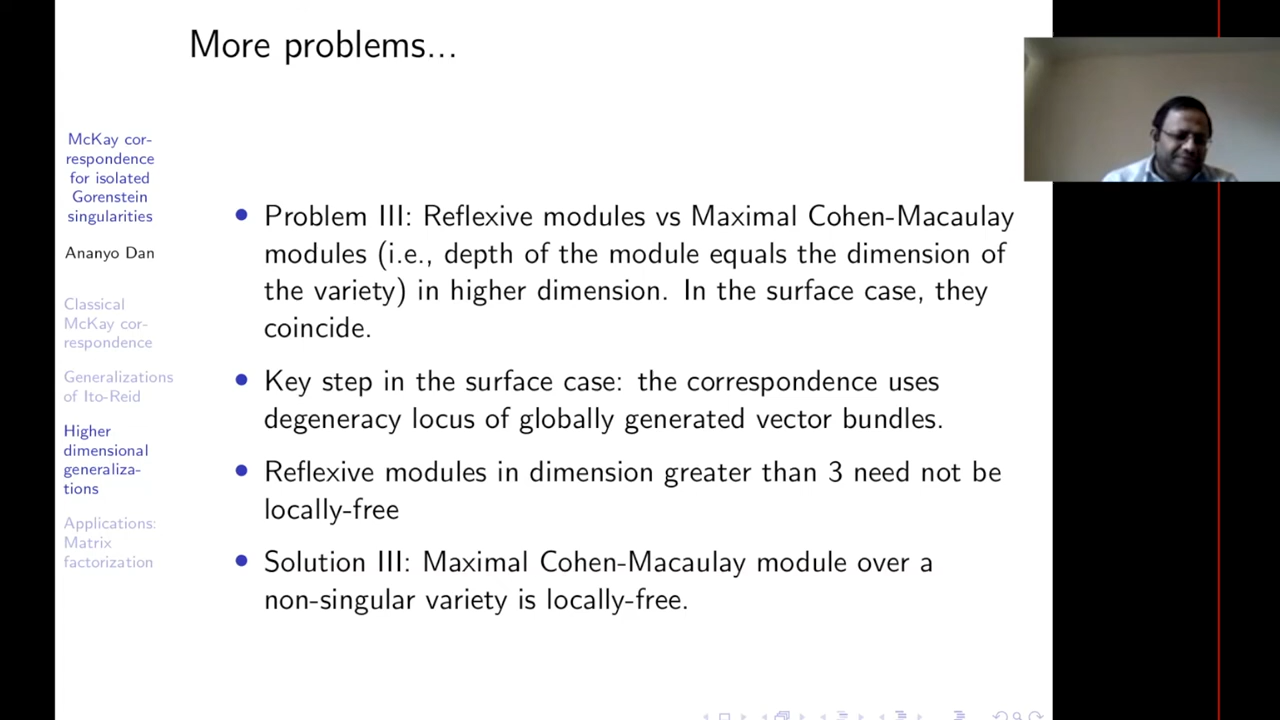 More problems...
McKay cor-
respondence
for isolated
Gorenstein
singularities
Ananyo Dan
Classical
McKay cor-
respondence
Generalizations
of Ito-Reid
Higher
dimensional
generaliza-
tions
Applications:
Matrix
factorization
• Problem III: Reflexive modules vs Maximal Cohen-Macaulay
modules (i.e., depth of the module equals the dimension of
the variety) in higher dimension. In the surface case, they
coincide.
• Key step in the surface case: the correspondence uses
degeneracy locus of globally generated vector bundles.
• Reflexive modules in dimension greater than 3 need not be
locally-free
• Solution III: Maximal Cohen-Macaulay module over a
non-singular variety is locally-free.